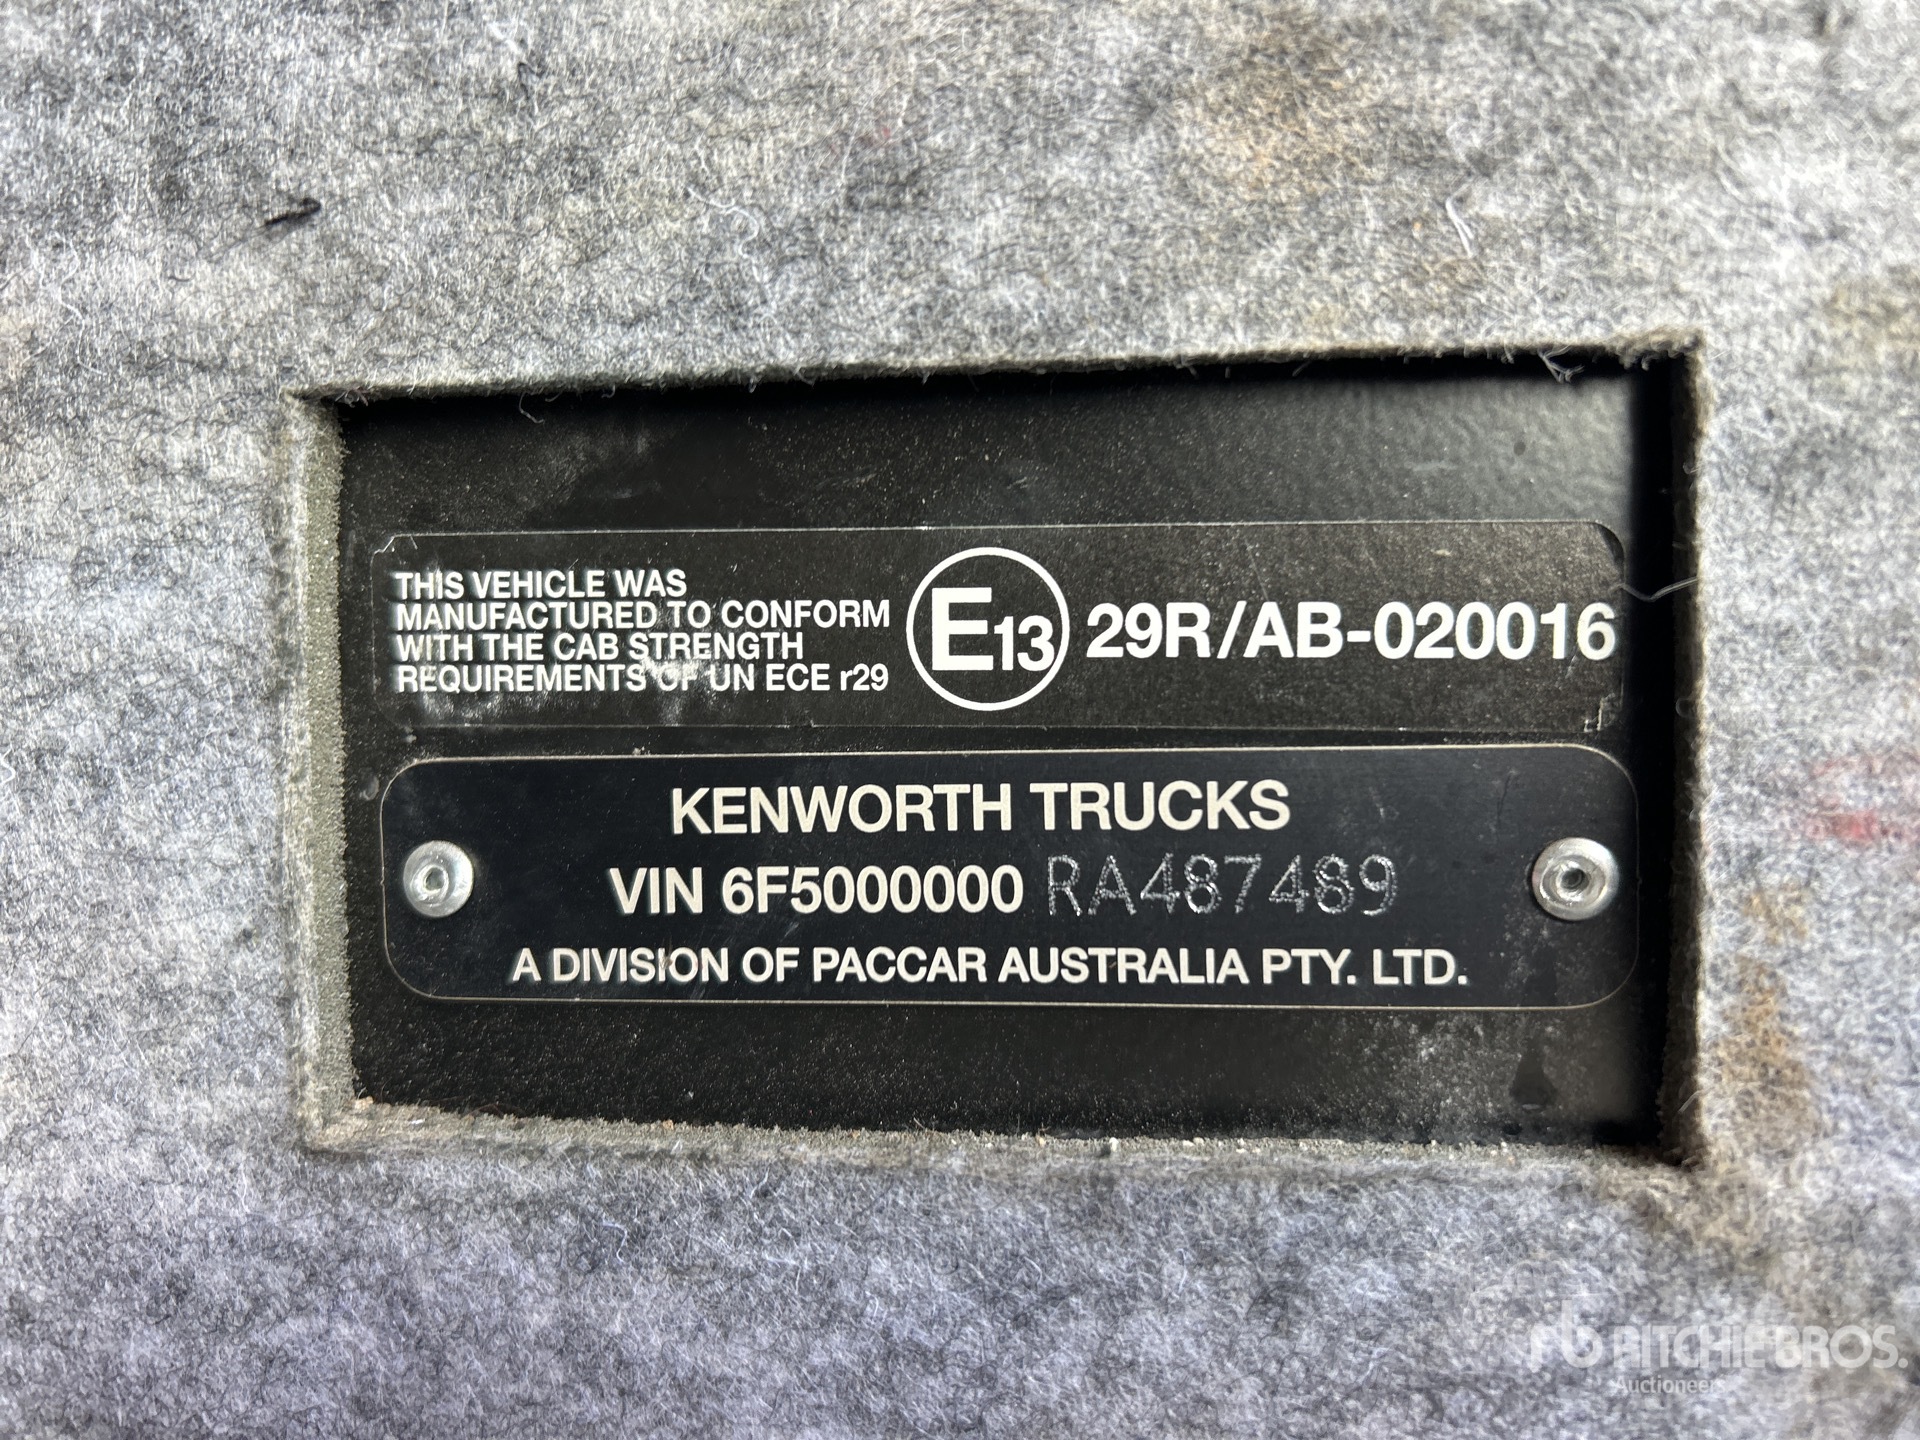 THIS VEHICLE WAS
MANUFACTURED TO CONFORM
WITH THE CAB STRENGTH
REQUIREMENTS OF UN ECE r29
E13 29R/AB-020016
KENWORTH TRUCKS
VIN 6F5000000 RA487489
A DIVISION OF PACCAR AUSTRALIA PTY. LTD.
rb RITCHIE BROS.
Auctioneers